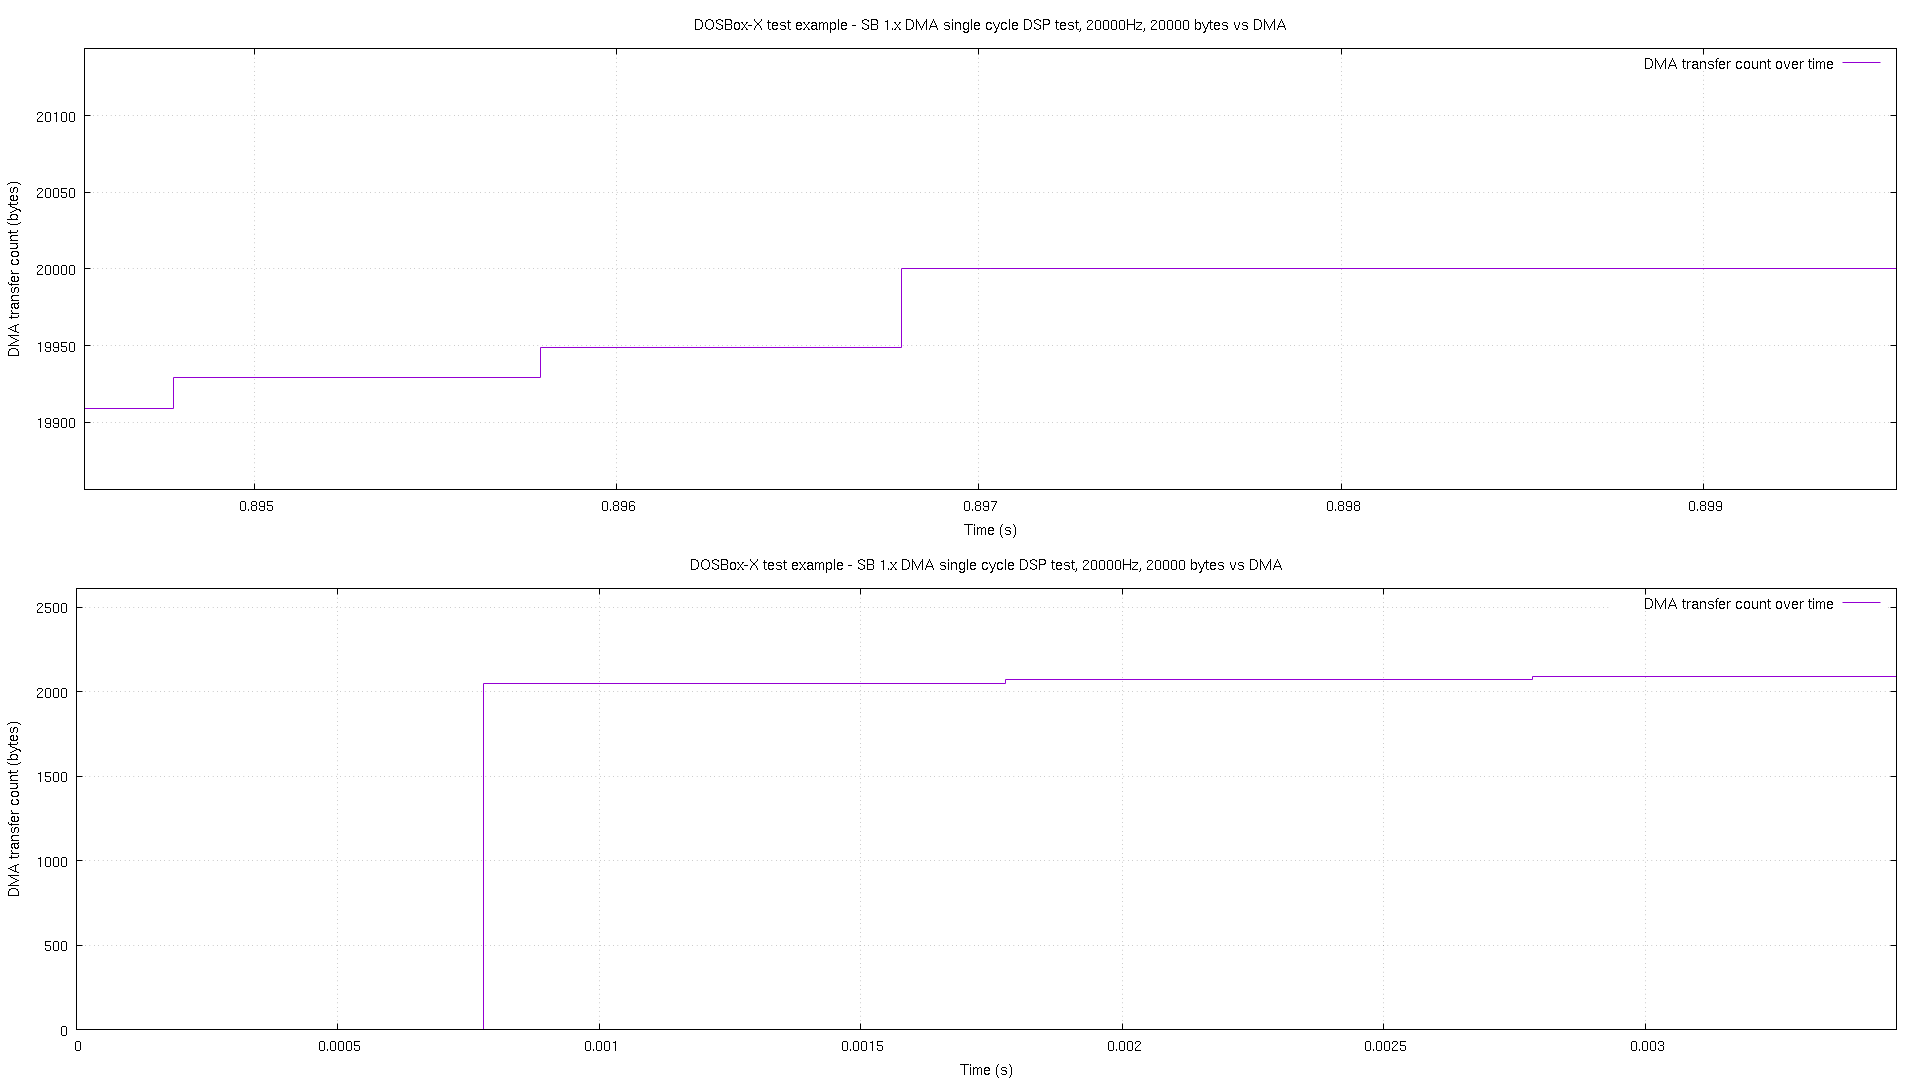 DOSBox-X test example - SB 1.x DMA single cycle DSP test, 20000Hz, 20000 bytes vs DMA
DMA transfer count over time
20100
20050
20000
19950
19900
DMA transfer count (bytes)
0.895
0.896
0.897
0.898
0.899
Time (s)
DOSBox-X test example - SB 1.x DMA single cycle DSP test, 20000Hz, 20000 bytes vs DMA
DMA transfer count over time
2500
2000
1500
1000
500
0
DMA transfer count (bytes)
0
0.0005
0.001
0.0015
0.002
0.0025
0.003
Time (s)